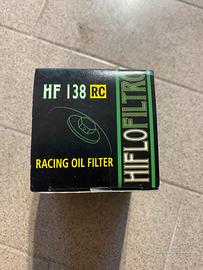 HF 138 RC
RACING OIL FILTER
HIFLOFILTRO